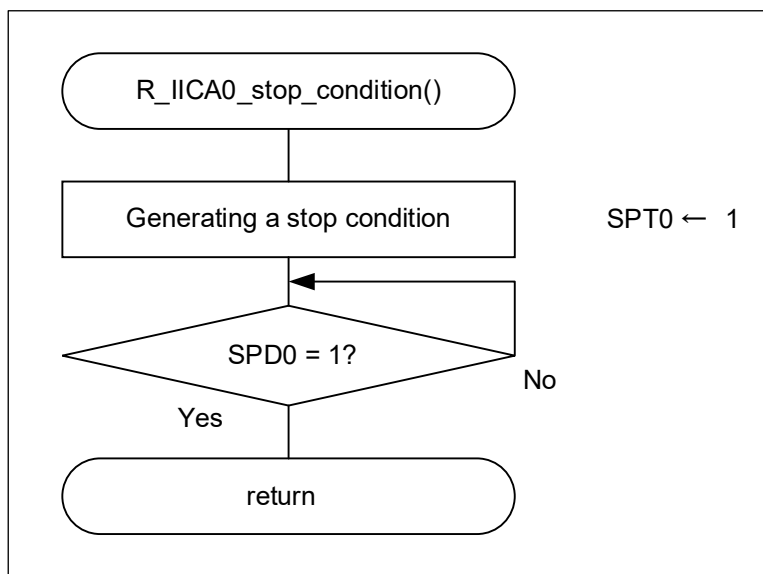 R_IICA0_stop_condition()
Generating a stop condition
SPT0 ← 1
SPD0 = 1?
No
Yes
return